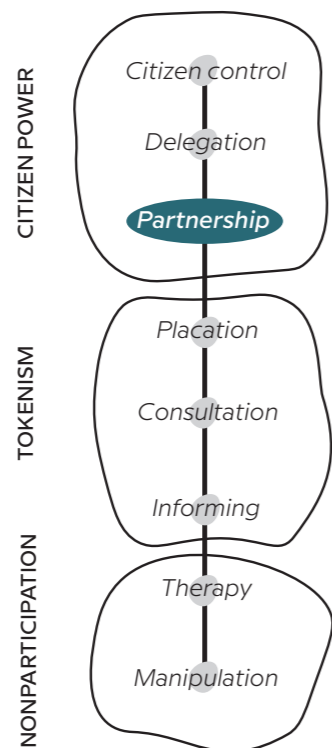 CITIZEN POWER
Citizen control
Delegation
Partnership
TOKENISM
Placation
Consultation
Informing
NONPARTICIPATION
Therapy
Manipulation